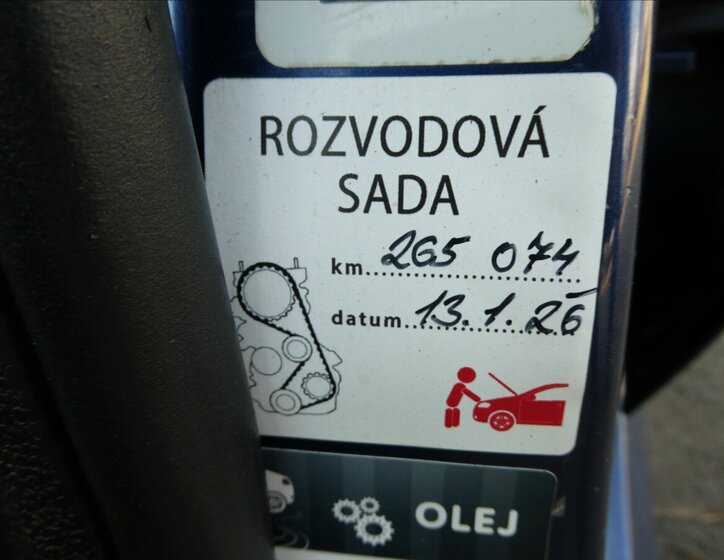 ROZVODOVÁ
SADA
km 265 074
datum 13.1.26
OLEJ